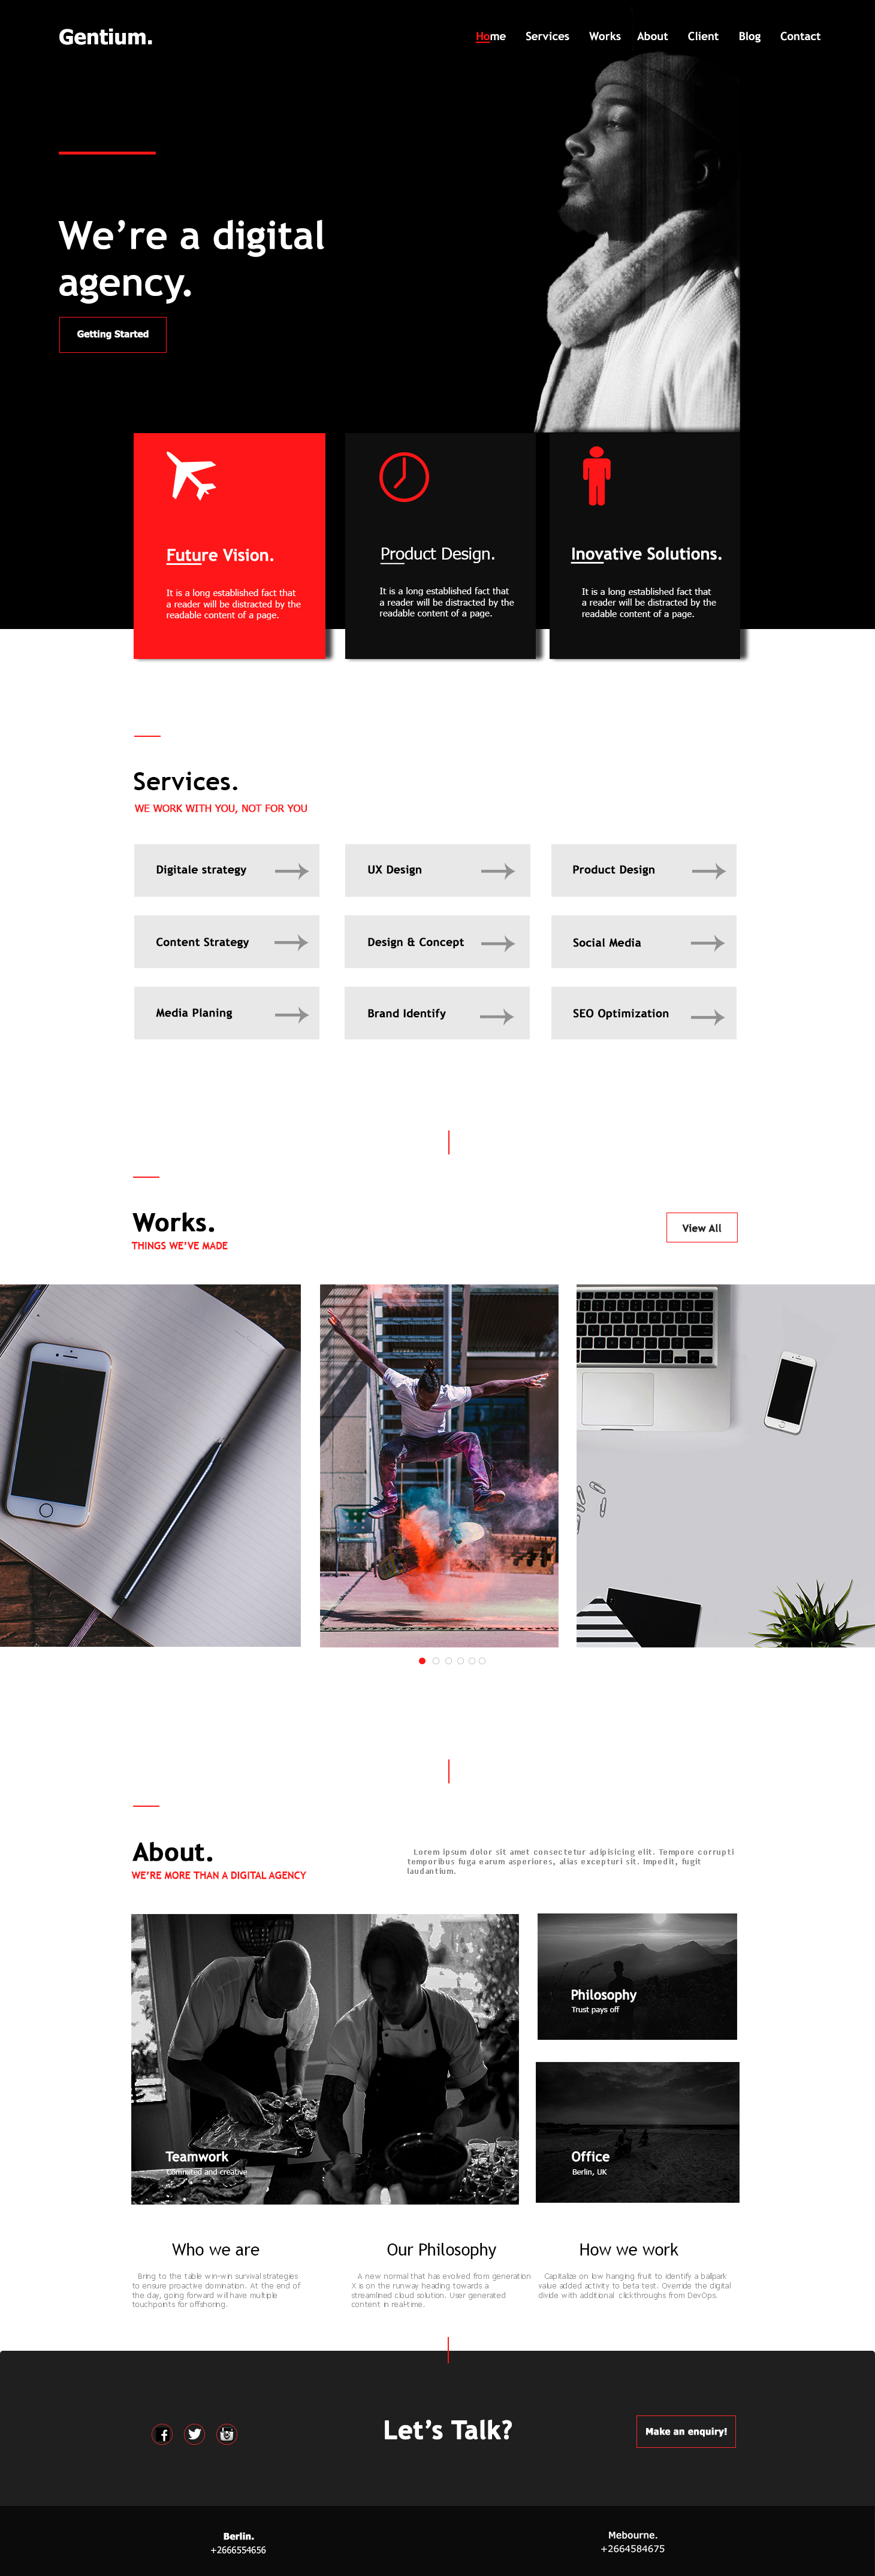 Gentium.
Home Services Works About Client Blog Contact
We're a digital
agency.
Getting Started
Future Vision.
It is a long established fact that
a reader will be distracted by the
readable content of a page.
Product Design.
It is a long established fact that
a reader will be distracted by the
readable content of a page.
Inovative Solutions.
It is a long established fact that
a reader will be distracted by the
readable content of a page.
Services.
WE WORK WITH YOU, NOT FOR YOU
Digitale strategy
UX Design
Product Design
Content Strategy
Design & Concept
Social Media
Media Planing
Brand Identify
SEO Optimization
Works.
THINGS WE'VE MADE
View All
About.
WE'RE MORE THAN A DIGITAL AGENCY
Lorem ipsum dolor sit amet consectetur adipisicing elit. Tempore corrupti
temporibus fuga earum asperiores, alias excepturi sit. Impedit, fugit
laudantium.
Teamwork
Commited and creative
Philosophy
Trust pays off
Office
Berlin, UK
Who we are
Bring to the table win-win survival strategies
to ensure proactive domination. At the end of
the day, going forward will have multiple
touchpoints for offshoring.
Our Philosophy
A new normal that has evolved from generation
X is on the runway heading towards a
streamlined cloud solution. User generated
content in real-time.
How we work
Capitalize on low hanging fruit to identify a ballpark
value added activity to beta test. Override the digital
divide with additional clickthroughs from DevOps.
Let's Talk?
Make an enquiry!
Berlin.
+2666554656
Mebourne.
+2664584675